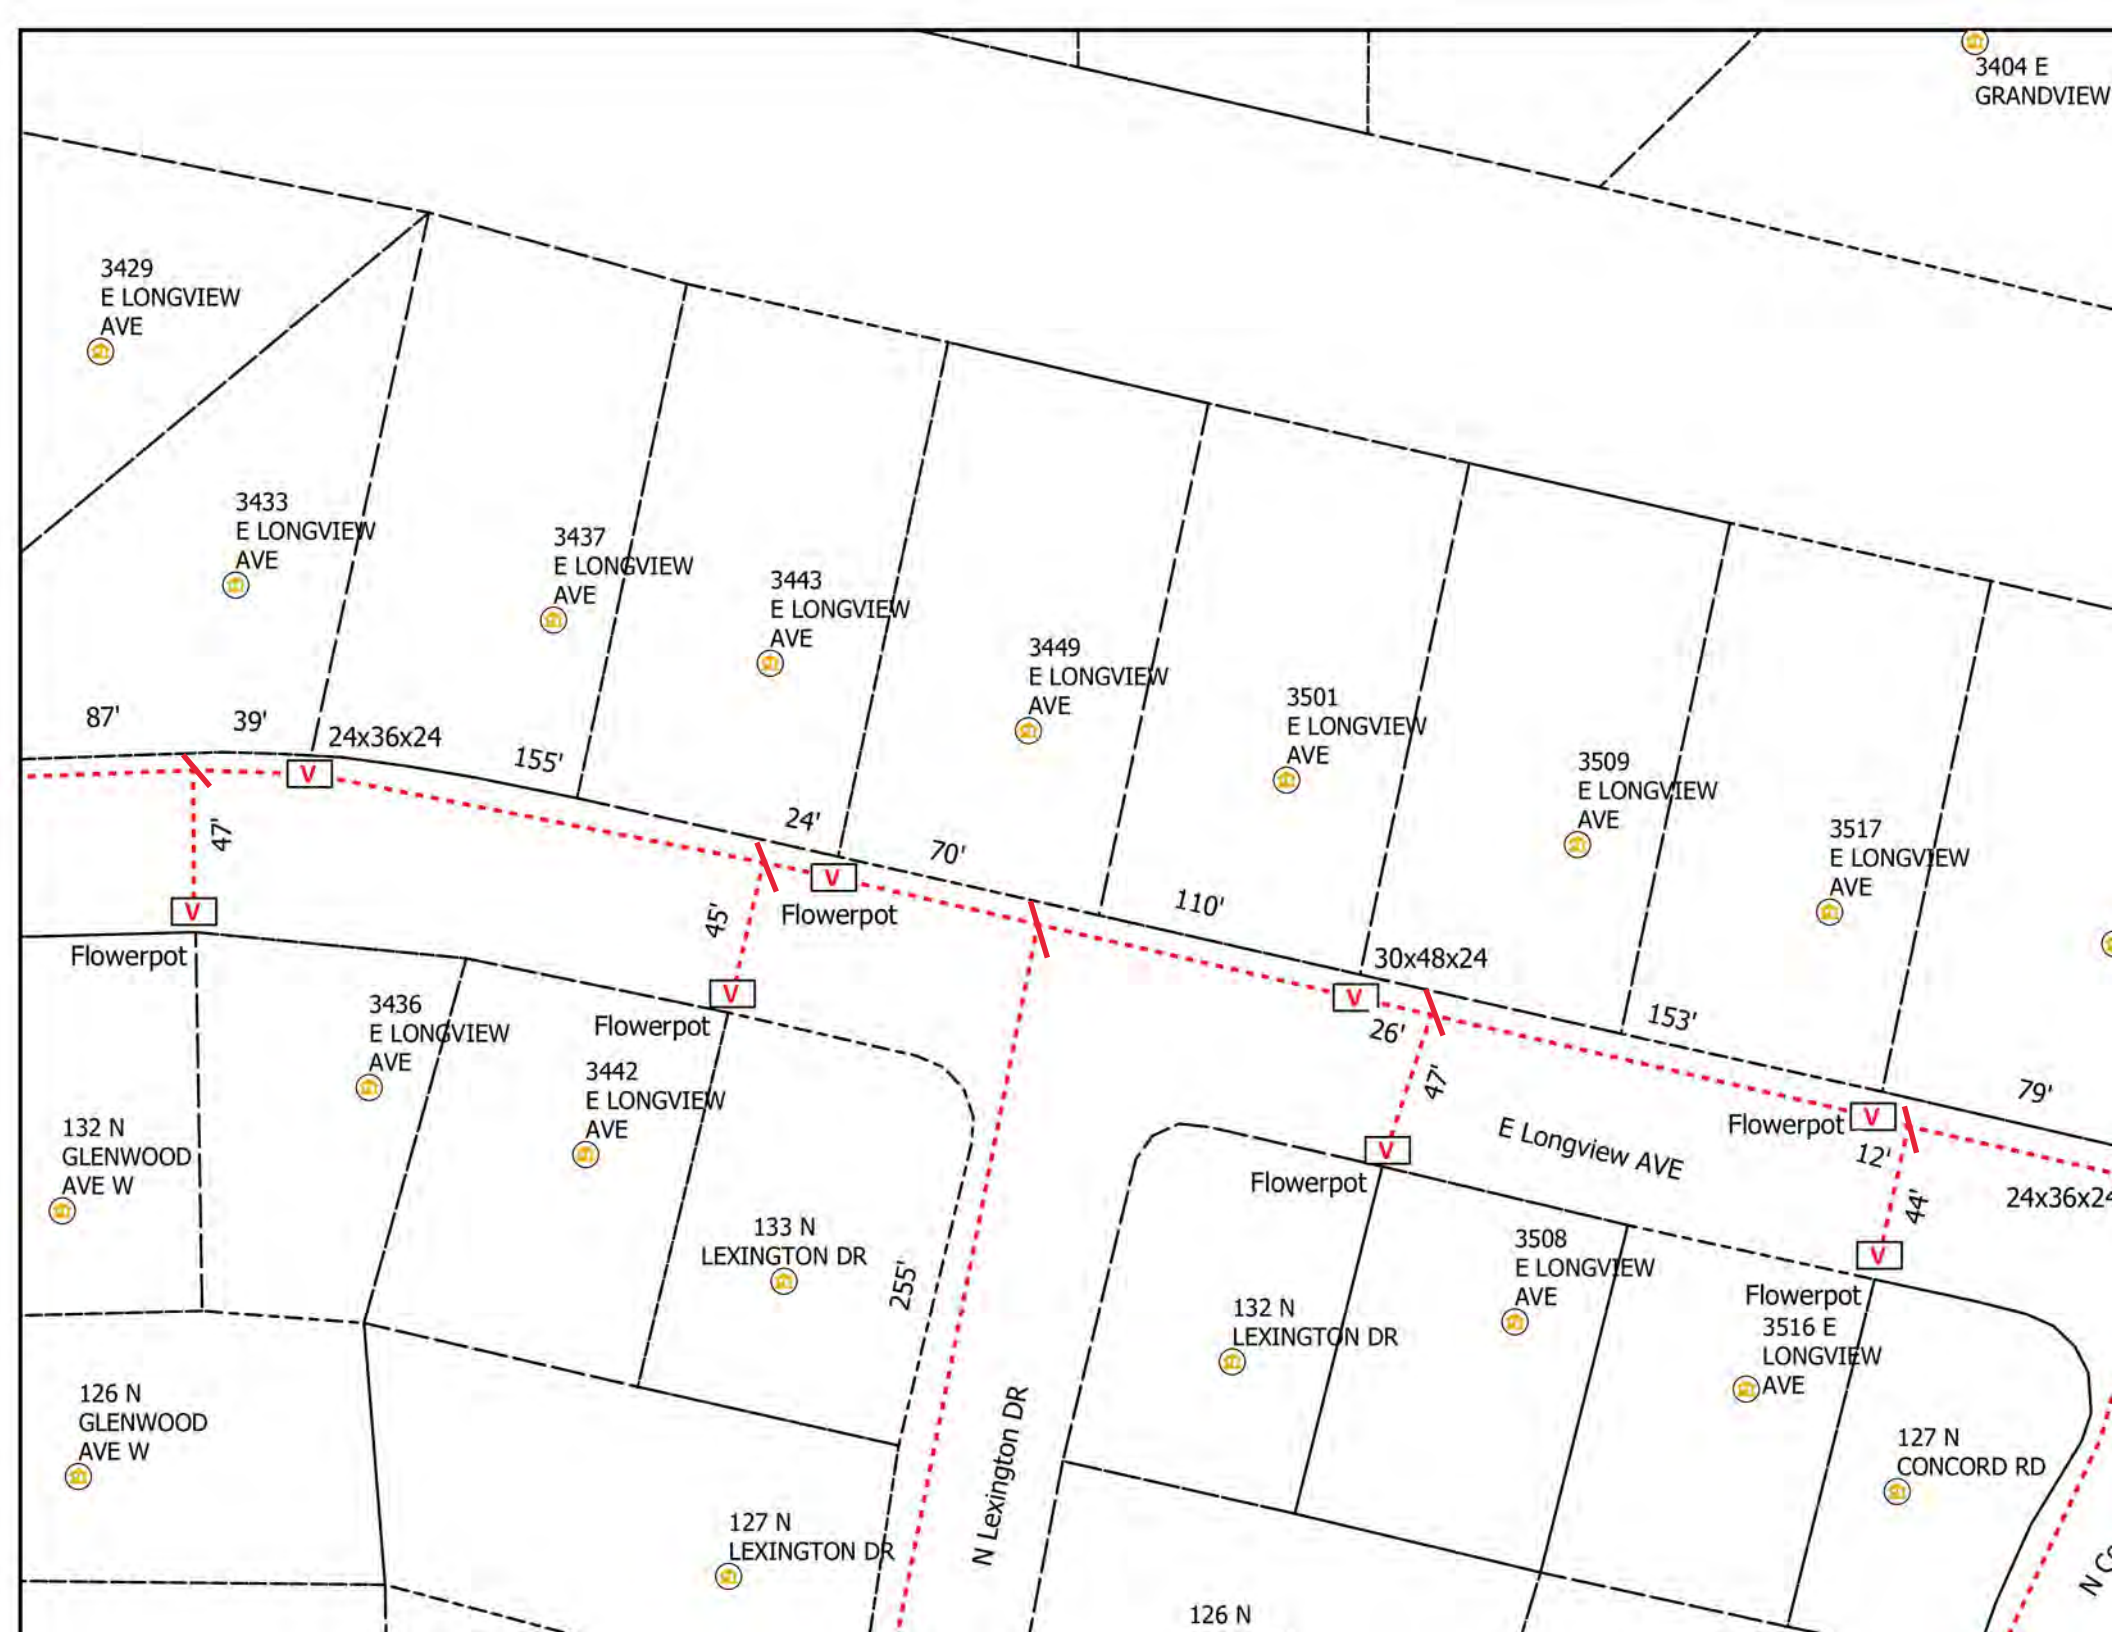 3404 E
GRANDVIEW
3429
E LONGVIEW
AVE
3433
E LONGVIEW
AVE
3437
E LONGVIEW
AVE
3443
E LONGVIEW
AVE
3449
E LONGVIEW
AVE
3501
E LONGVIEW
AVE
3509
E LONGVIEW
AVE
3517
E LONGVIEW
AVE
87'
39'
24x36x24
V
155'
24'
70'
47'
V
Flowerpot
45'
V
Flowerpot
V
Flowerpot
110'
30x48x24
V
26'
153'
79'
47'
V
Flowerpot
E Longview AVE
Flowerpot
V
12'
24x36x24
44'
V
Flowerpot
3436
E LONGVIEW
AVE
3442
E LONGVIEW
AVE
132 N
GLENWOOD
AVE W
133 N
LEXINGTON DR
255'
132 N
LEXINGTON DR
3508
E LONGVIEW
AVE
3516 E
LONGVIEW
AVE
126 N
GLENWOOD
AVE W
127 N
LEXINGTON DR
N Lexington DR
127 N
CONCORD RD
126 N
N